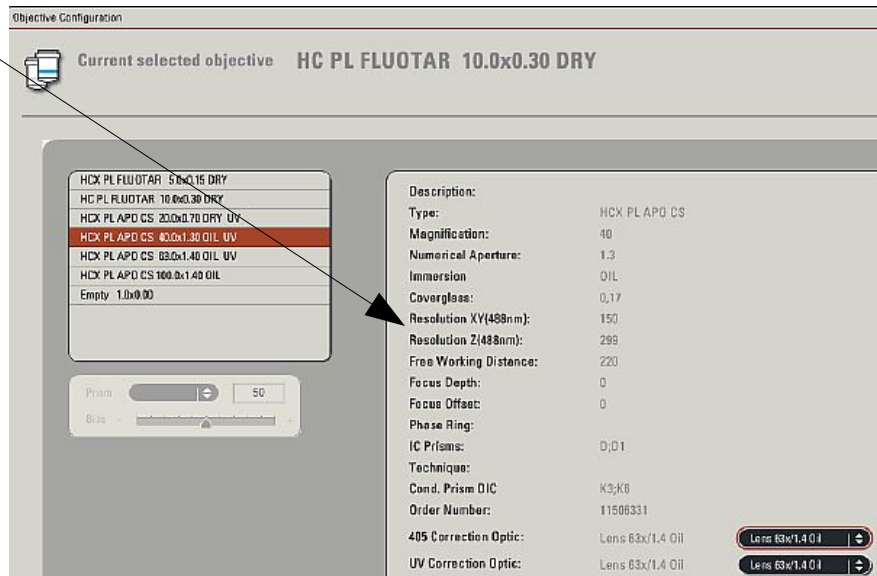 Objective Configuration
Current selected objective HC PL FLUOTAR 10.0x0.30 DRY
HCX PL FLUOTAR 5.0x0.15 DRY
HC PL FLUOTAR 10.0x0.30 DRY
HCX PL APO CS 20.0x0.70 DRY UV
HCX PL APO CS 40.0x1.30 OIL UV
HCX PL APO CS 63.0x1.40 OIL UV
HCX PL APO CS 100.0x1.40 OIL
Empty 1.0x0.00
Prism 50
Bias - +
Description:
Type: HCX PL APO CS
Magnification: 40
Numerical Aperture: 1.3
Immersion OIL
Coverglass: 0,17
Resolution XY(488nm): 150
Resolution Z(488nm): 299
Free Working Distance: 220
Focus Depth: 0
Focus Offset: 0
Phase Ring:
IC Prisms: D;D1
Technique:
Cond. Prism DIC K3;K6
Order Number: 11506331
405 Correction Optic: Lens 63x/1.4 Oil Lens 63x/1.4 Oil
UV Correction Optic: Lens 63x/1.4 Oil Lens 63x/1.4 Oil